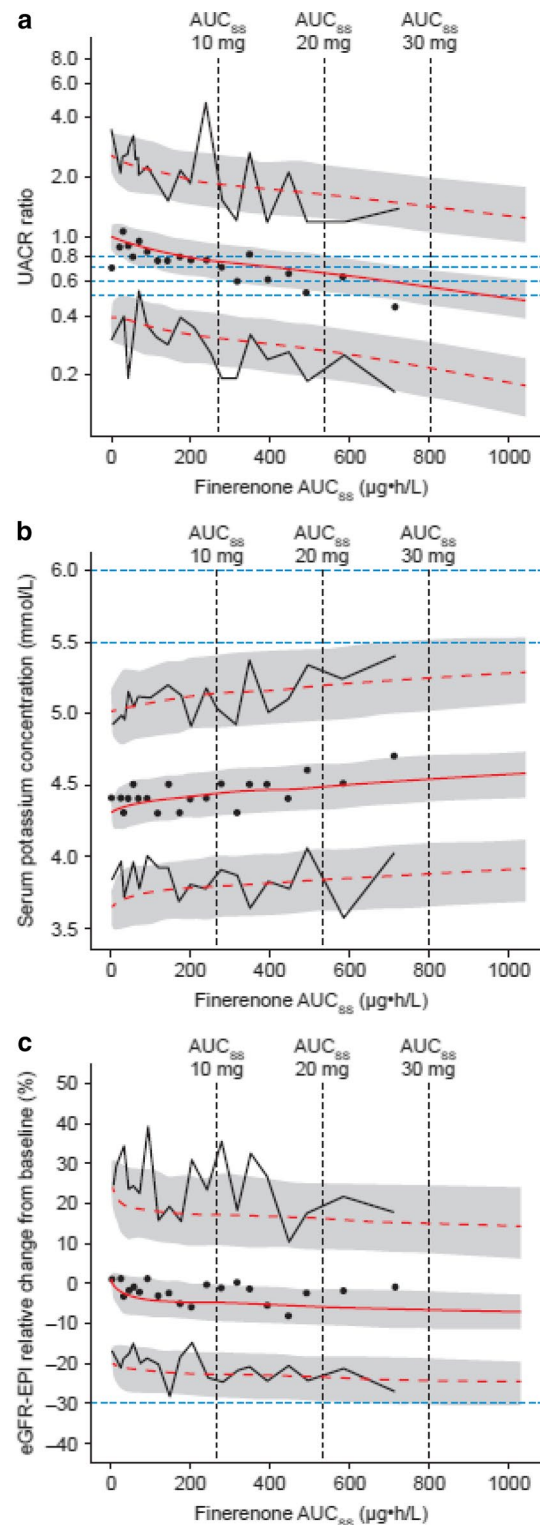 a
AUCss AUCss AUCss
10 mg 20 mg 30 mg
UACR ratio
8.0
6.0
4.0
2.0
1.0
0.8
0.6
0.4
0.2
0 200 400 600 800 1000
Finerenone AUCss (µg•h/L)
b
AUCss AUCss AUCss
10 mg 20 mg 30 mg
Serum potassium concentration (mmol/L)
6.0
5.5
5.0
4.5
4.0
3.5
0 200 400 600 800 1000
Finerenone AUCss (µg•h/L)
c
AUCss AUCss AUCss
10 mg 20 mg 30 mg
eGFR-EPI relative change from baseline (%)
50
40
30
20
10
0
–10
–20
–30
–40
0 200 400 600 800 1000
Finerenone AUCss (µg•h/L)